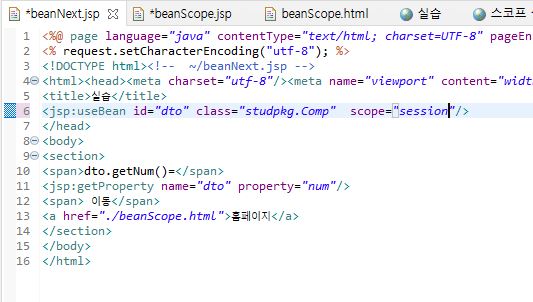 *beanNext.jsp *beanScope.jsp beanScope.html 실습 스코프
1 <%@ page language="java" contentType="text/html; charset=UTF-8" pageEn
2 <% request.setCharacterEncoding("utf-8"); %>
3 <!DOCTYPE html><!-- ~/beanNext.jsp -->
4 <html><head><meta charset="utf-8"/><meta name="viewport" content="widt
5 <title>실습</title>
6 <jsp:useBean id="dto" class="studpkg.Comp" scope="session"/>
7 </head>
8 <body>
9 <section>
10 <span>dto.getNum()=</span>
11 <jsp:getProperty name="dto" property="num"/>
12 <span> 이동</span>
13 <a href="./beanScope.html">홈페이지</a>
14 </section>
15 </body>
16 </html>